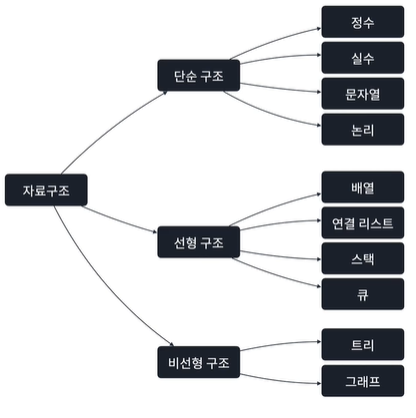 자료구조
단순 구조
정수
실수
문자열
논리
선형 구조
배열
연결 리스트
스택
큐
비선형 구조
트리
그래프